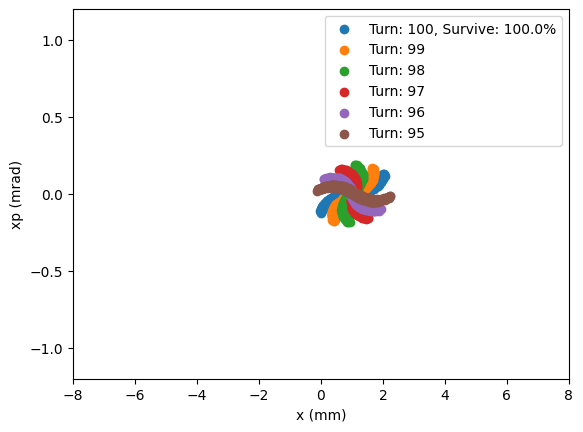 Turn: 100, Survive: 100.0%
Turn: 99
Turn: 98
Turn: 97
Turn: 96
Turn: 95
1.0
0.5
0.0
−0.5
−1.0
xp (mrad)
−8 −6 −4 −2 0 2 4 6 8
x (mm)